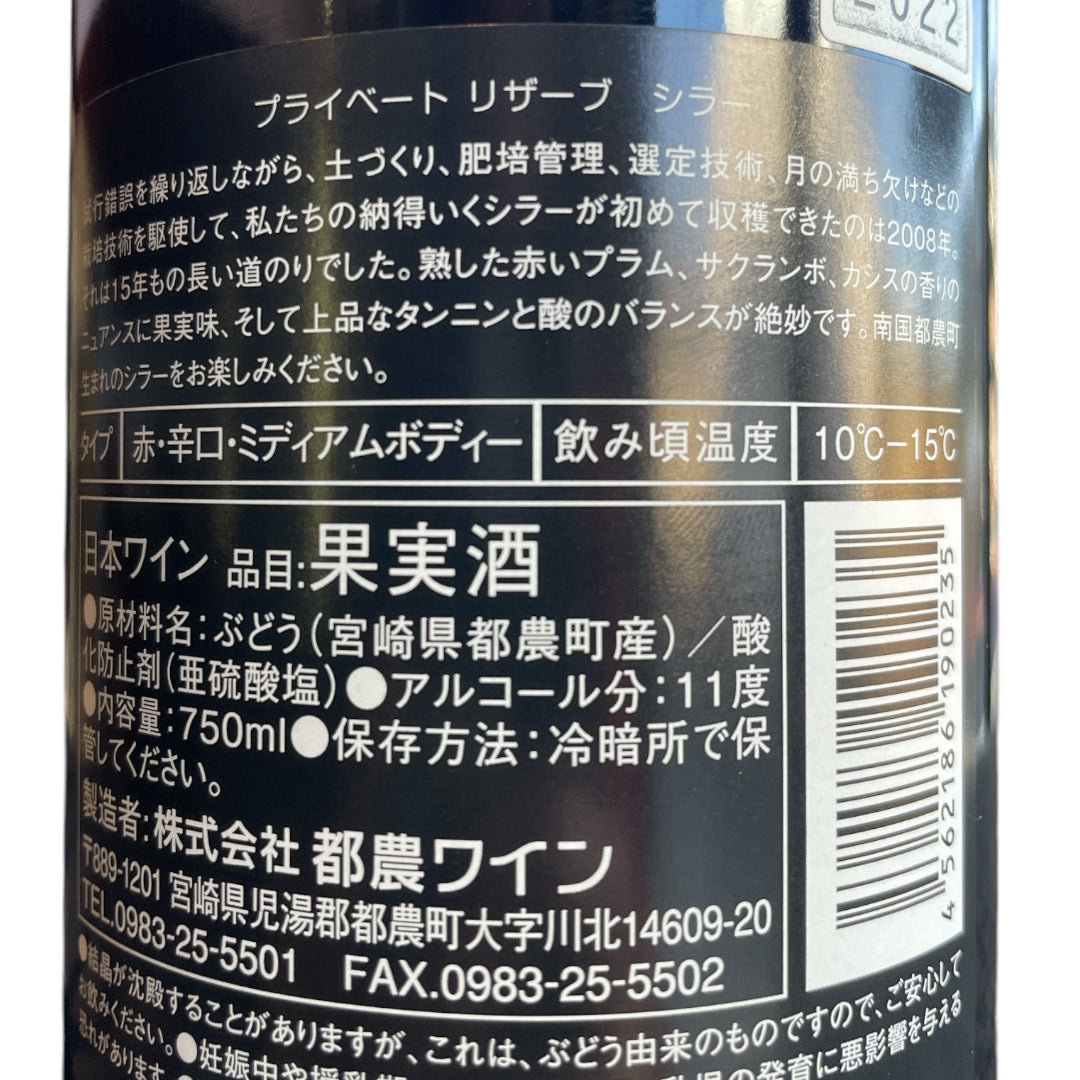 2022
プライベート リザーブ シラー
試行錯誤を繰り返しながら、土づくり、肥培管理、選定技術、月の満ち欠けなどの
栽培技術を駆使して、私たちの納得いくシラーが初めて収穫できたのは2008年。
それは15年もの長い道のりでした。熟した赤いプラム、サクランボ、カシスの香りの
ニュアンスに果実味、そして上品なタンニンと酸のバランスが絶妙です。南国都農町
生まれのシラーをお楽しみください。
タイプ 赤・辛口・ミディアムボディー 飲み頃温度 10℃－15℃
日本ワイン 品目:果実酒
●原材料名：ぶどう（宮崎県都農町産）／酸
化防止剤（亜硫酸塩）●アルコール分：11度
●内容量：750ml●保存方法：冷暗所で保
管してください。
製造者：株式会社 都農ワイン
〒889-1201 宮崎県児湯郡都農町大字川北14609-20
TEL.0983-25-5501 FAX.0983-25-5502
4 562186 190235
●結晶が沈殿することがありますが、これは、ぶどう由来のものですので、ご安心して
お飲みください。●妊娠中や授乳期 の発育に悪影響を与える
恐れがあります。